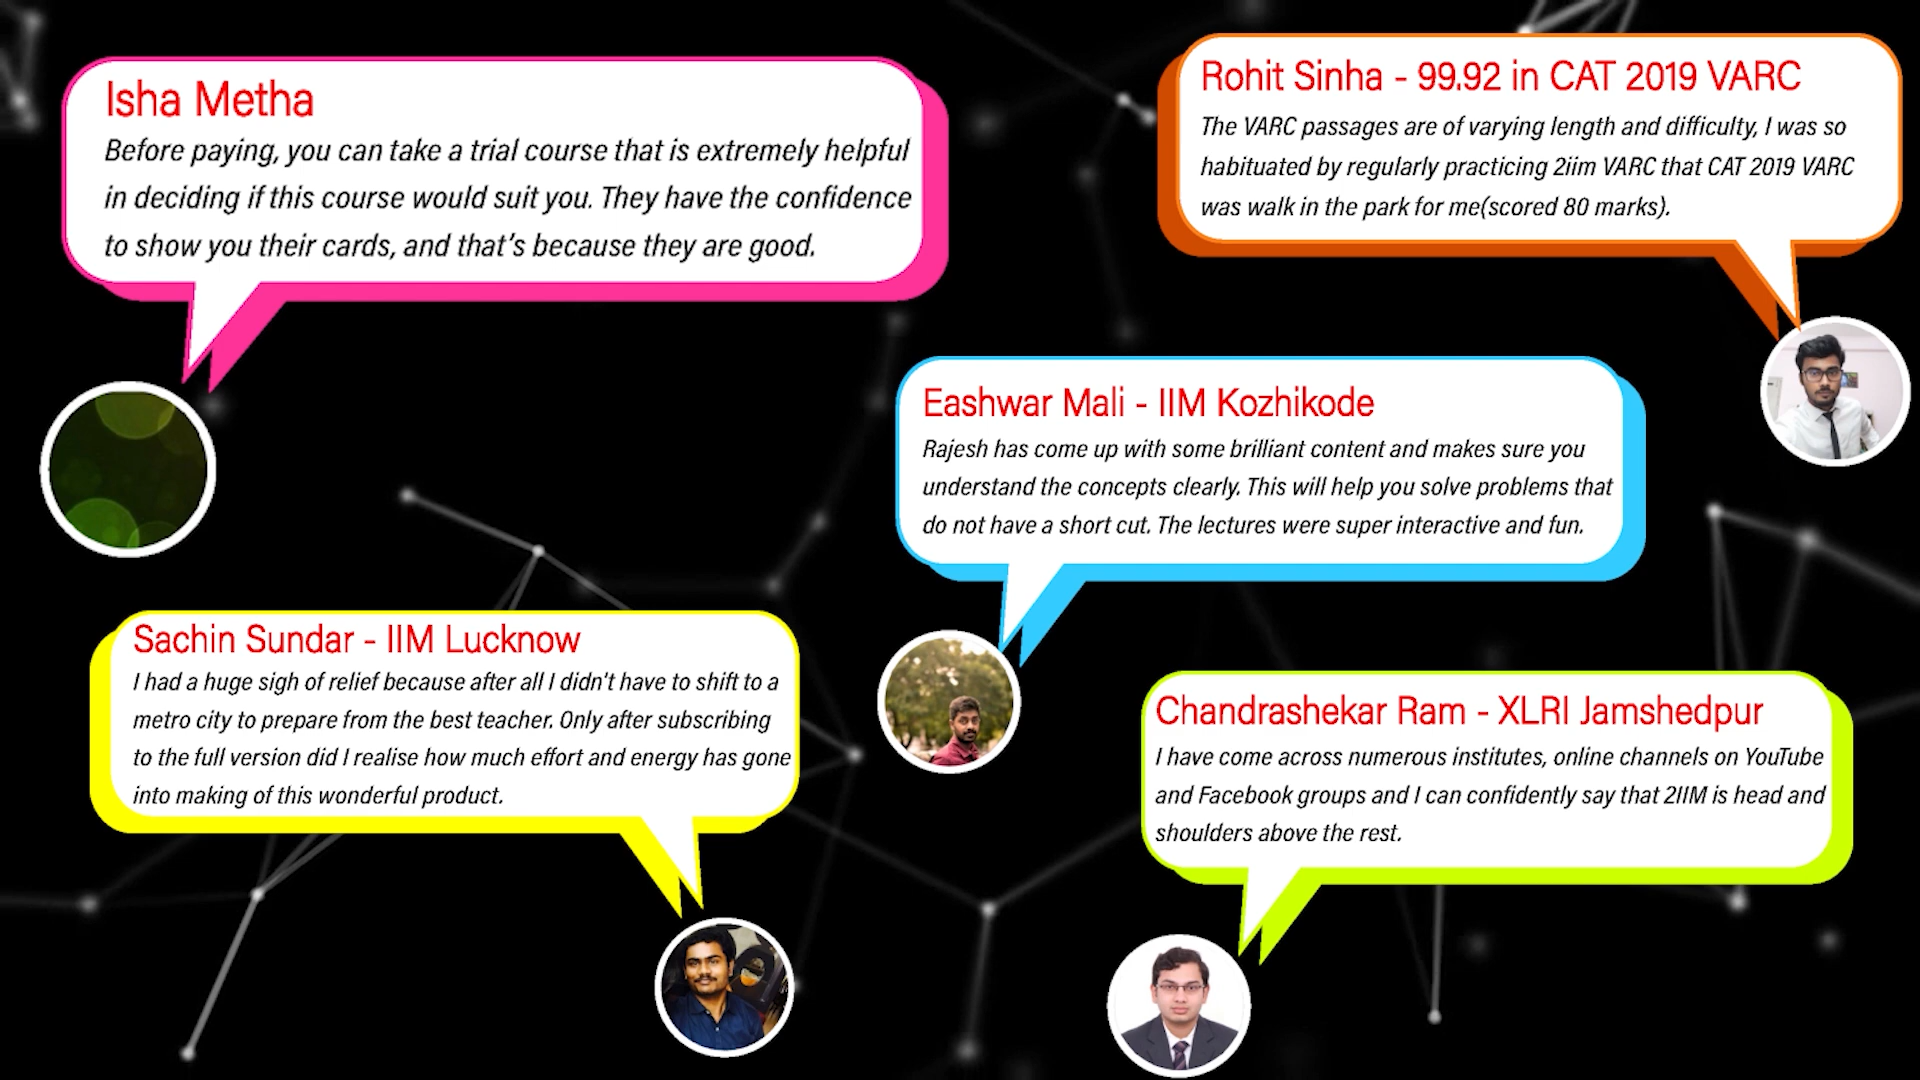 Isha Metha
Before paying, you can take a trial course that is extremely helpful
in deciding if this course would suit you. They have the confidence
to show you their cards, and that's because they are good.
Rohit Sinha - 99.92 in CAT 2019 VARC
The VARC passages are of varying length and difficulty, I was so
habituated by regularly practicing 2iim VARC that CAT 2019 VARC
was walk in the park for me(scored 80 marks).
Eashwar Mali - IIM Kozhikode
Rajesh has come up with some brilliant content and makes sure you
understand the concepts clearly. This will help you solve problems that
do not have a short cut. The lectures were super interactive and fun.
Sachin Sundar - IIM Lucknow
I had a huge sigh of relief because after all I didn't have to shift to a
metro city to prepare from the best teacher. Only after subscribing
to the full version did I realise how much effort and energy has gone
into making of this wonderful product.
Chandrashekar Ram - XLRI Jamshedpur
I have come across numerous institutes, online channels on YouTube
and Facebook groups and I can confidently say that 2IIM is head and
shoulders above the rest.